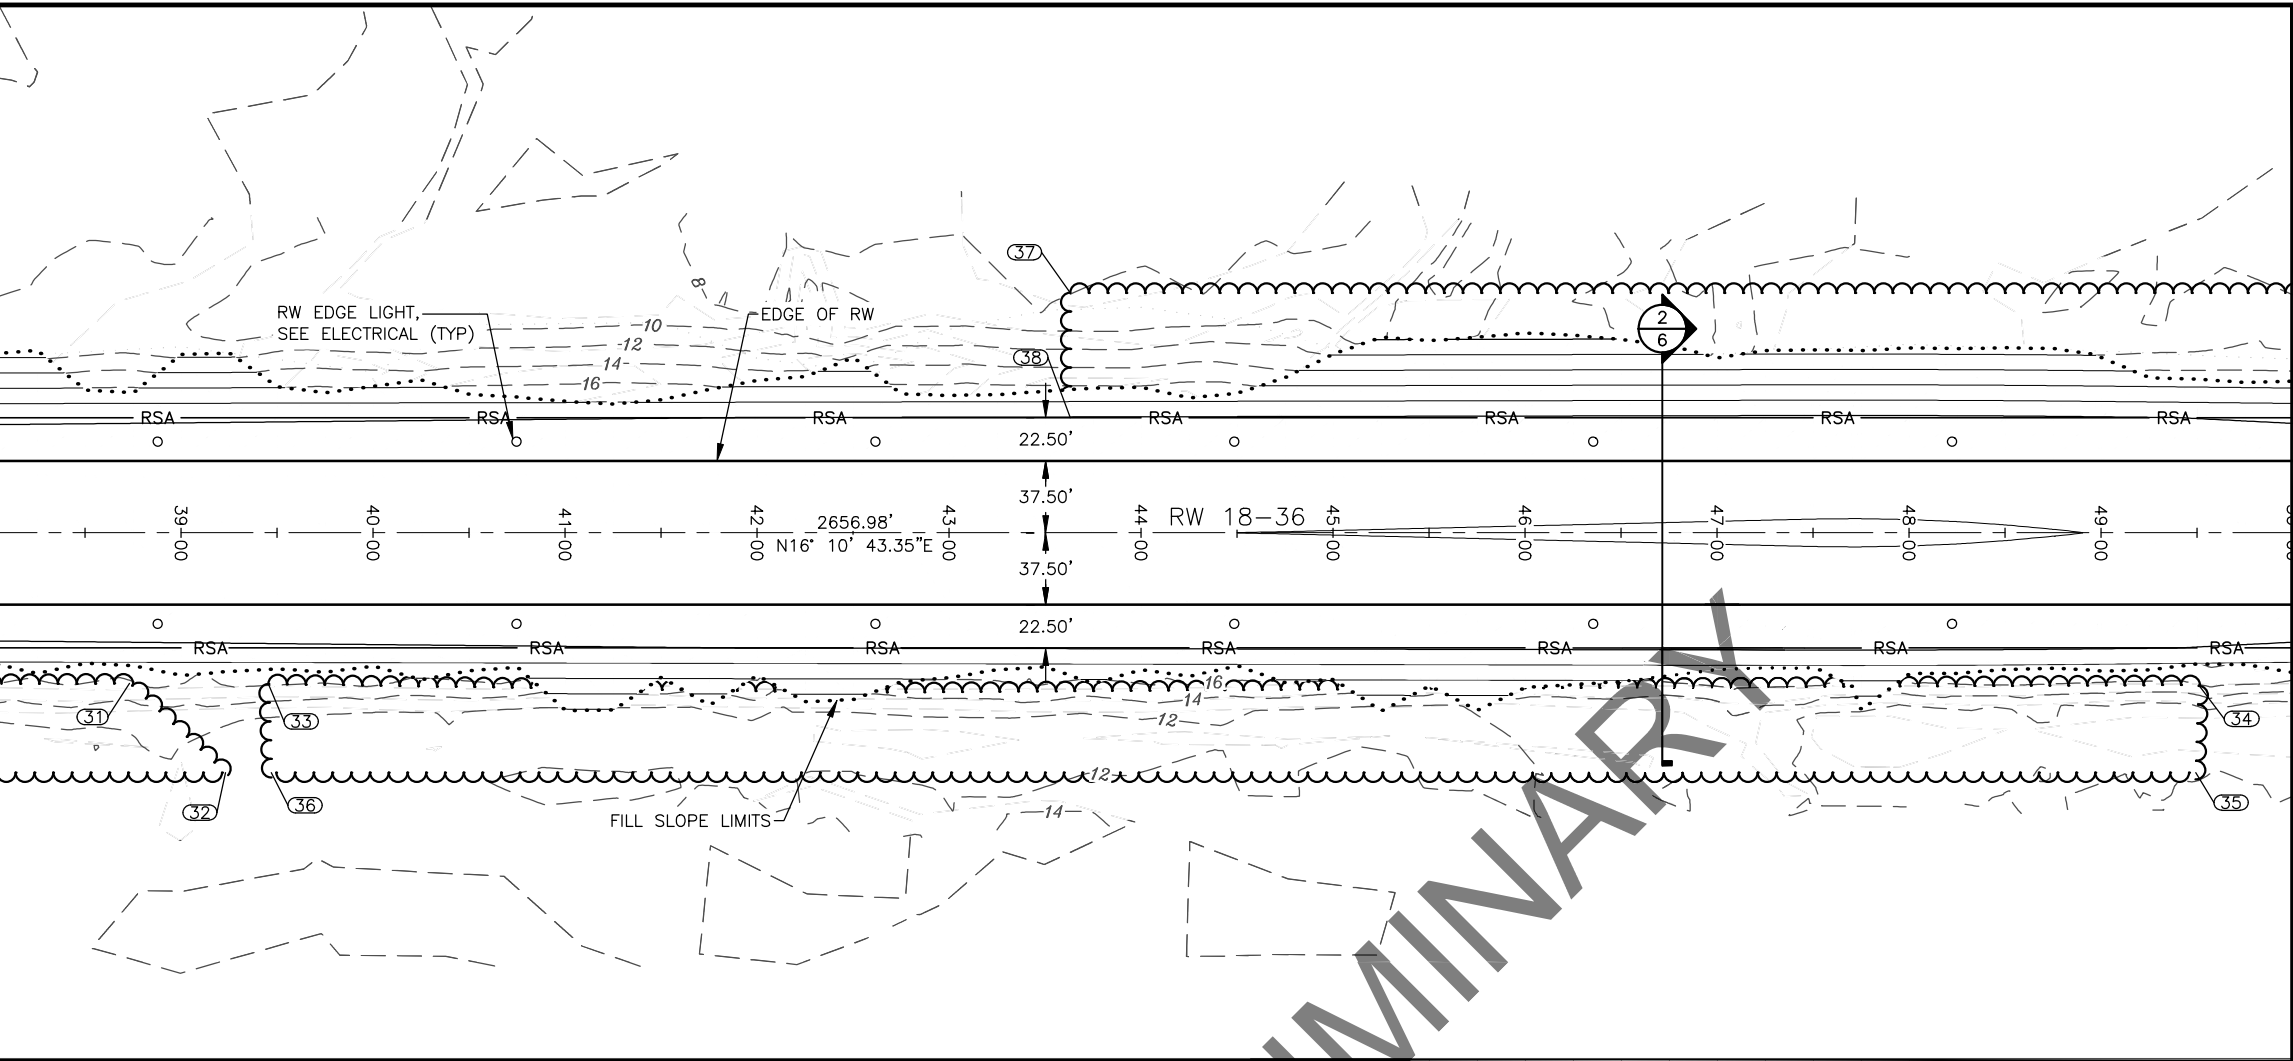 37
8
RW EDGE LIGHT,
SEE ELECTRICAL (TYP)
EDGE OF RW
10
12
14
16
38
2
6
RSA RSA RSA RSA RSA RSA RSA
22.50'
37.50'
39+00 40+00 41+00 42+00 43+00 44+00 45+00 46+00 47+00 48+00 49+00
2656.98'
N16° 10' 43.35"E
RW 18-36
37.50'
22.50'
RSA RSA RSA RSA RSA RSA RSA
16
14
12
31
33
34
12
32
36
35
FILL SLOPE LIMITS
14